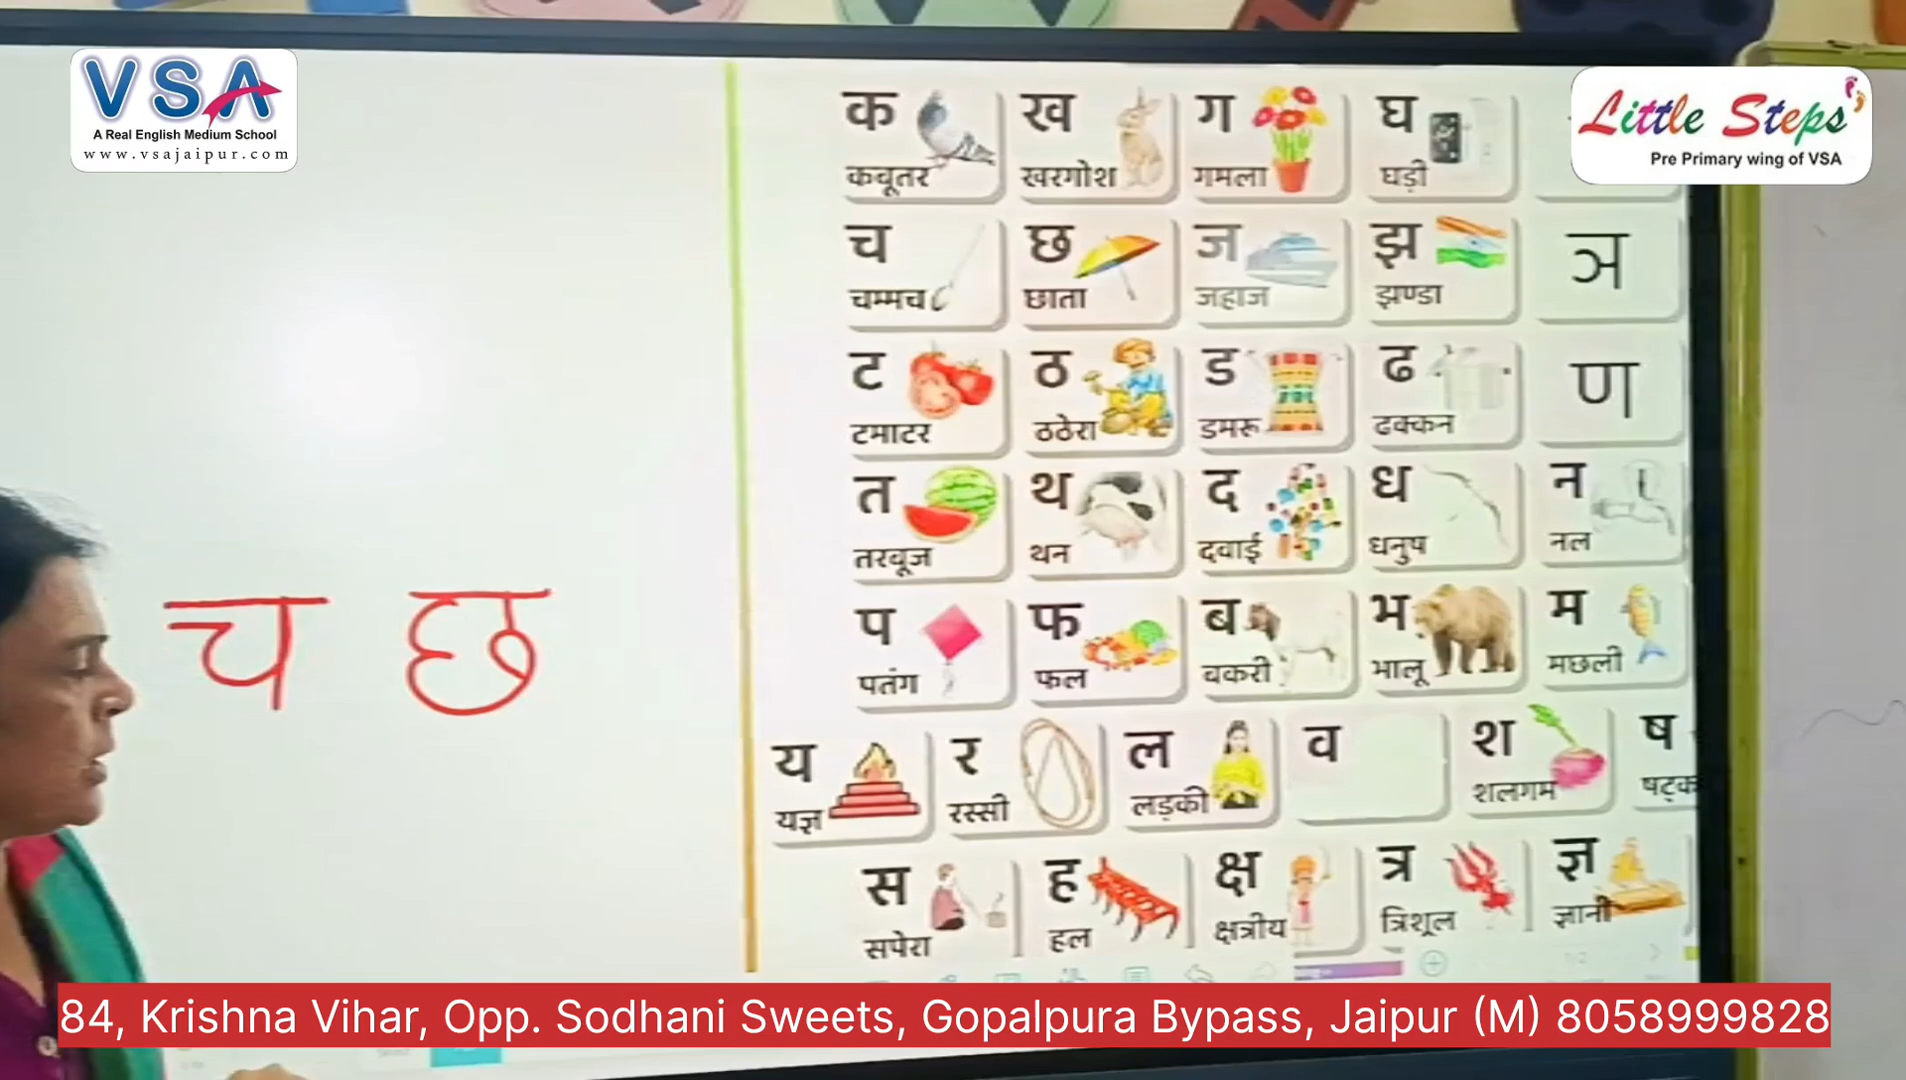 VSA
A Real English Medium School
www.vsajaipur.com
Little Steps
Pre Primary wing of VSA
क ख ग घ
कबूतर खरगोश गमला घड़ी
च छ ज झ ञ
चम्मच छाता जहाज झण्डा
ट ठ ड ढ ण
टमाटर ठठेरा डमरू ढक्कन
त थ द ध न
तरबूज थन दवाई धनुष नल
च छ
प फ ब भ म
पतंग फल बकरी भालू मछली
य र ल व श ष
यज्ञ रस्सी लड़की शलगम षट्क
स ह क्ष त्र ज्ञ
सपेरा हल क्षत्रीय त्रिशूल ज्ञानी
84, Krishna Vihar, Opp. Sodhani Sweets, Gopalpura Bypass, Jaipur (M) 8058999828